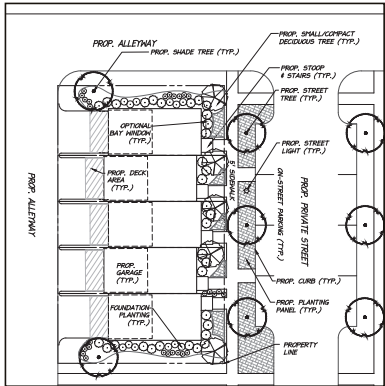 PROP. ALLEYWAY
PROP. SHADE TREE (TYP.)
PROP. SMALL/COMPACT
DECIDUOUS TREE (TYP.)
PROP. STOOP
& STAIRS (TYP.)
PROP. STREET
TREE (TYP.)
OPTIONAL
BAY WINDOW
(TYP.)
PROP. STREET
LIGHT (TYP.)
PROP. DECK
AREA
(TYP.)
5' SIDEWALK
ON-STREET PARKING (TYP.)
PROP. PRIVATE STREET
PROP. ALLEYWAY
PROP. GARAGE
(TYP.)
PROP. CURB (TYP.)
PROP. PLANTING
PANEL (TYP.)
FOUNDATION
PLANTING
(TYP.)
PROPERTY
LINE